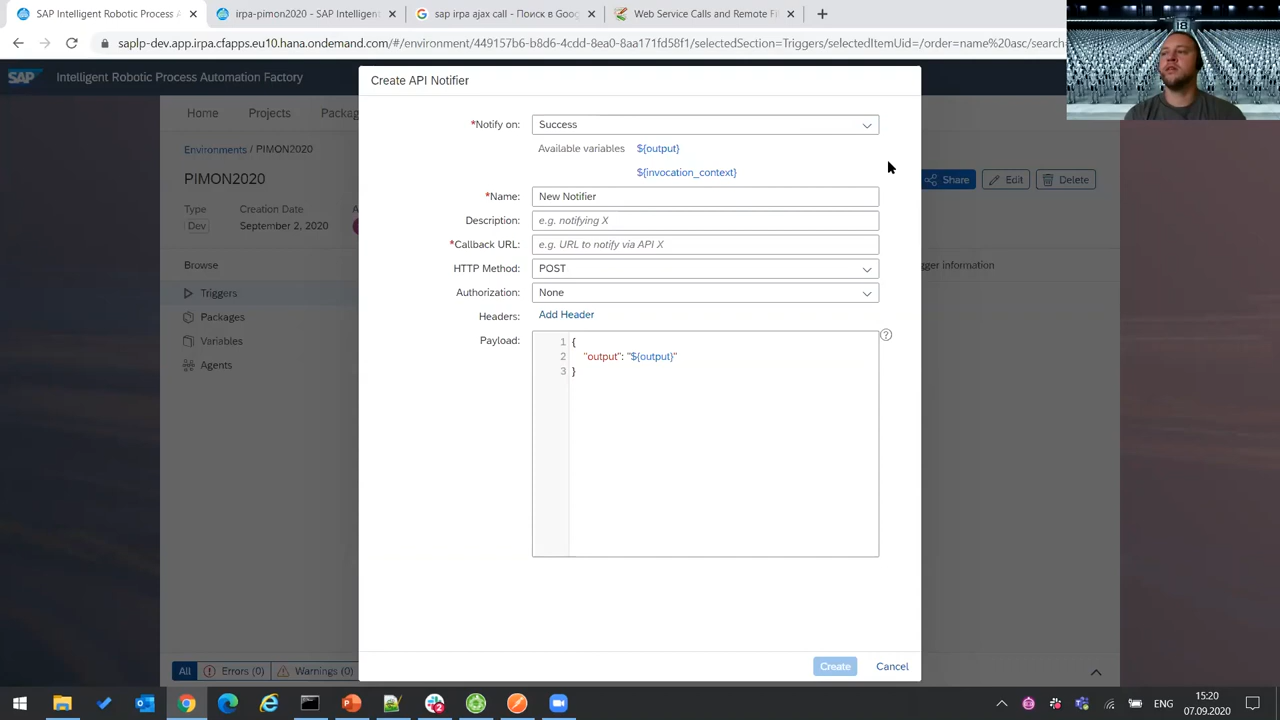 SAP Intelligent Robotic Process A
irpa-pimon2020 - SAP Intelligent
sap irpa ajax call - Поиск в Goog
Web Service Calls and Remote Fi
saplp-dev.app.irpa.cfapps.eu10.hana.ondemand.com/#/environment/449157b6-b8d6-4cdd-8ea0-8aa171fd58f1/selectedSection=Triggers/selectedItemUid=/order=name%20asc/search
SAP Intelligent Robotic Process Automation Factory
Home Projects Packag
Environments / PIMON2020
PIMON2020
Share Edit Delete
Type Creation Date
Dev September 2, 2020
Browse
gger information
Triggers
Packages
Variables
Agents
Create API Notifier
*Notify on: Success
Available variables ${output}
${invocation_context}
*Name: New Notifier
Description: e.g. notifying X
*Callback URL: e.g. URL to notify via API X
HTTP Method: POST
Authorization: None
Headers: Add Header
Payload:
1 {
2 "output": "${output}"
3 }
Create Cancel
All Errors (0) Warnings (0)
ENG
15:20
07.09.2020